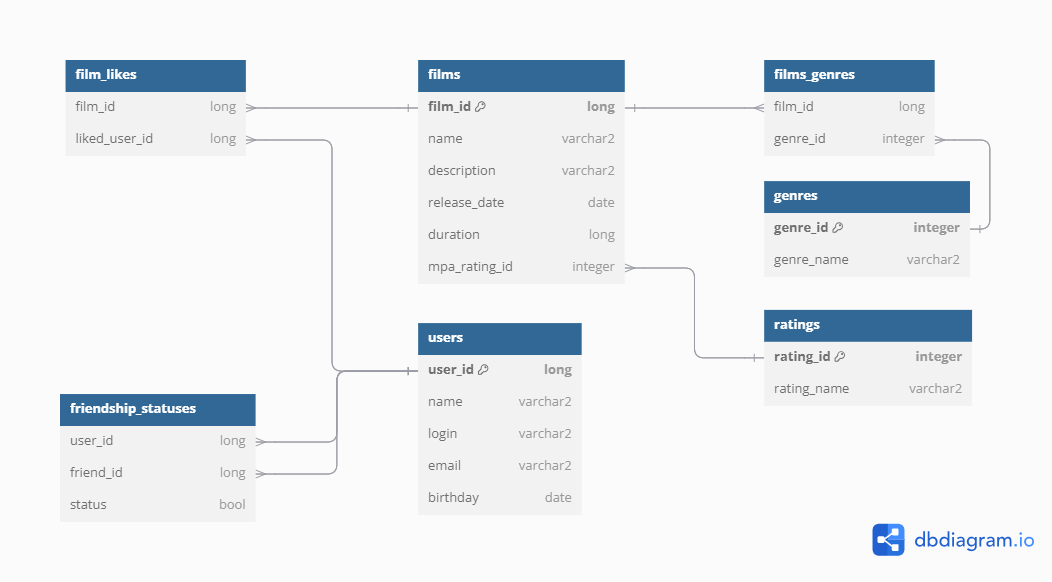 film_likes
film_id long
liked_user_id long
films
film_id long
name varchar2
description varchar2
release_date date
duration long
mpa_rating_id integer
films_genres
film_id long
genre_id integer
genres
genre_id integer
genre_name varchar2
ratings
rating_id integer
rating_name varchar2
users
user_id long
name varchar2
login varchar2
email varchar2
birthday date
friendship_statuses
user_id long
friend_id long
status bool
dbdiagram.io